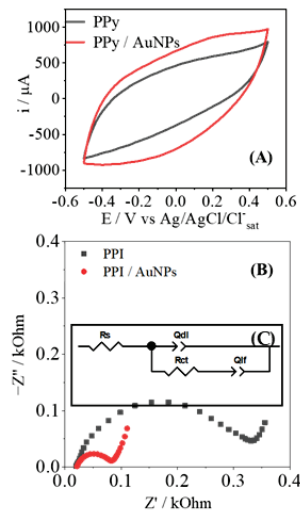 1000
500
0
-500
-1000
i / µA
PPy
PPy / AuNPs
(A)
-0.6 -0.4 -0.2 0.0 0.2 0.4 0.6
E / V vs Ag/AgCl/Cl⁻sat
0.4
0.3
0.2
0.1
0.0
−Z'' / kOhm
PPI
PPI / AuNPs
(B)
(C)
Rs
Qdl
Rct
Qlf
0.0 0.1 0.2 0.3 0.4
Z' / kOhm